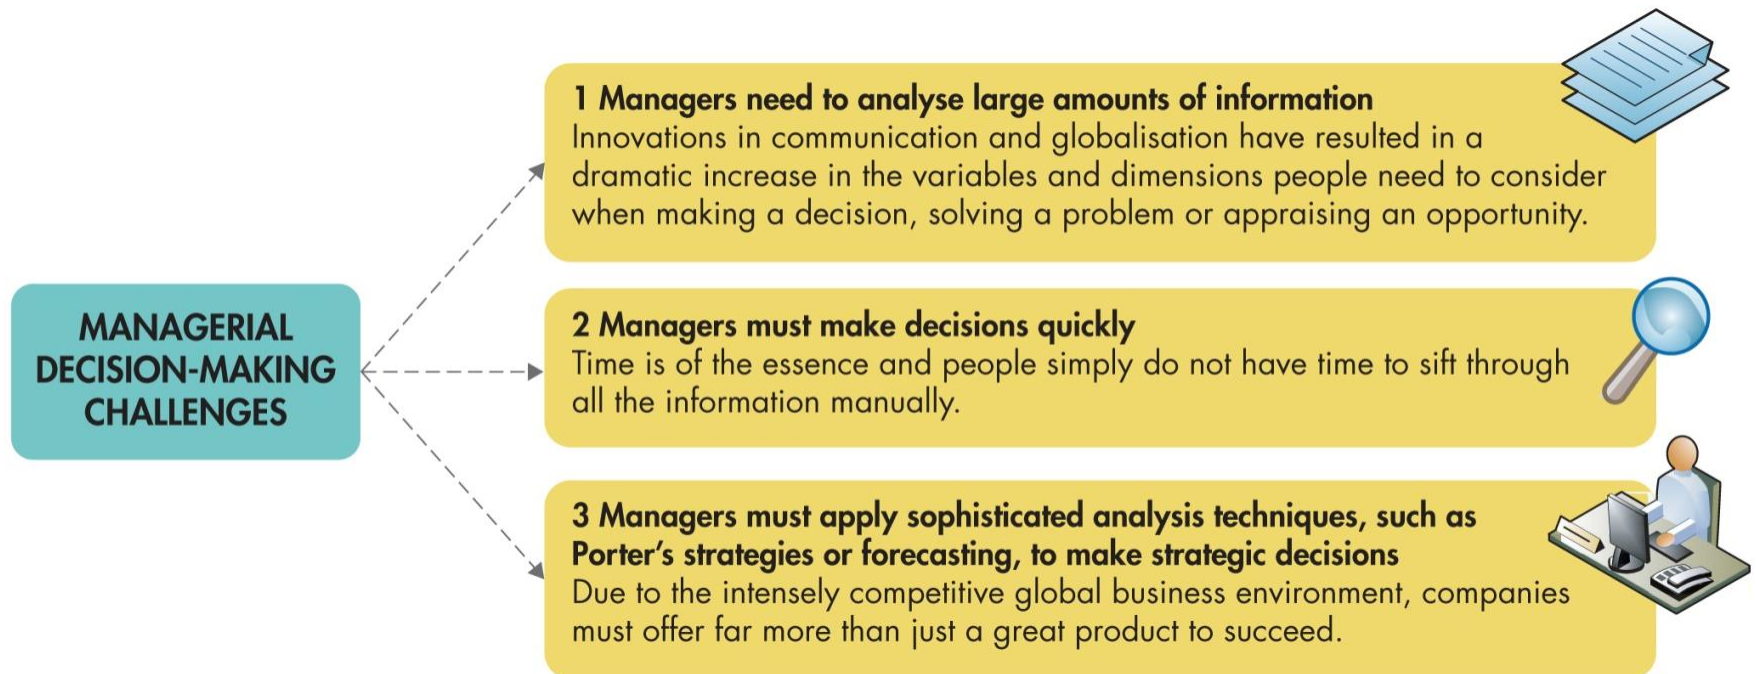 MANAGERIAL
DECISION-MAKING
CHALLENGES
1 Managers need to analyse large amounts of information
Innovations in communication and globalisation have resulted in a
dramatic increase in the variables and dimensions people need to consider
when making a decision, solving a problem or appraising an opportunity.
2 Managers must make decisions quickly
Time is of the essence and people simply do not have time to sift through
all the information manually.
3 Managers must apply sophisticated analysis techniques, such as
Porter’s strategies or forecasting, to make strategic decisions
Due to the intensely competitive global business environment, companies
must offer far more than just a great product to succeed.